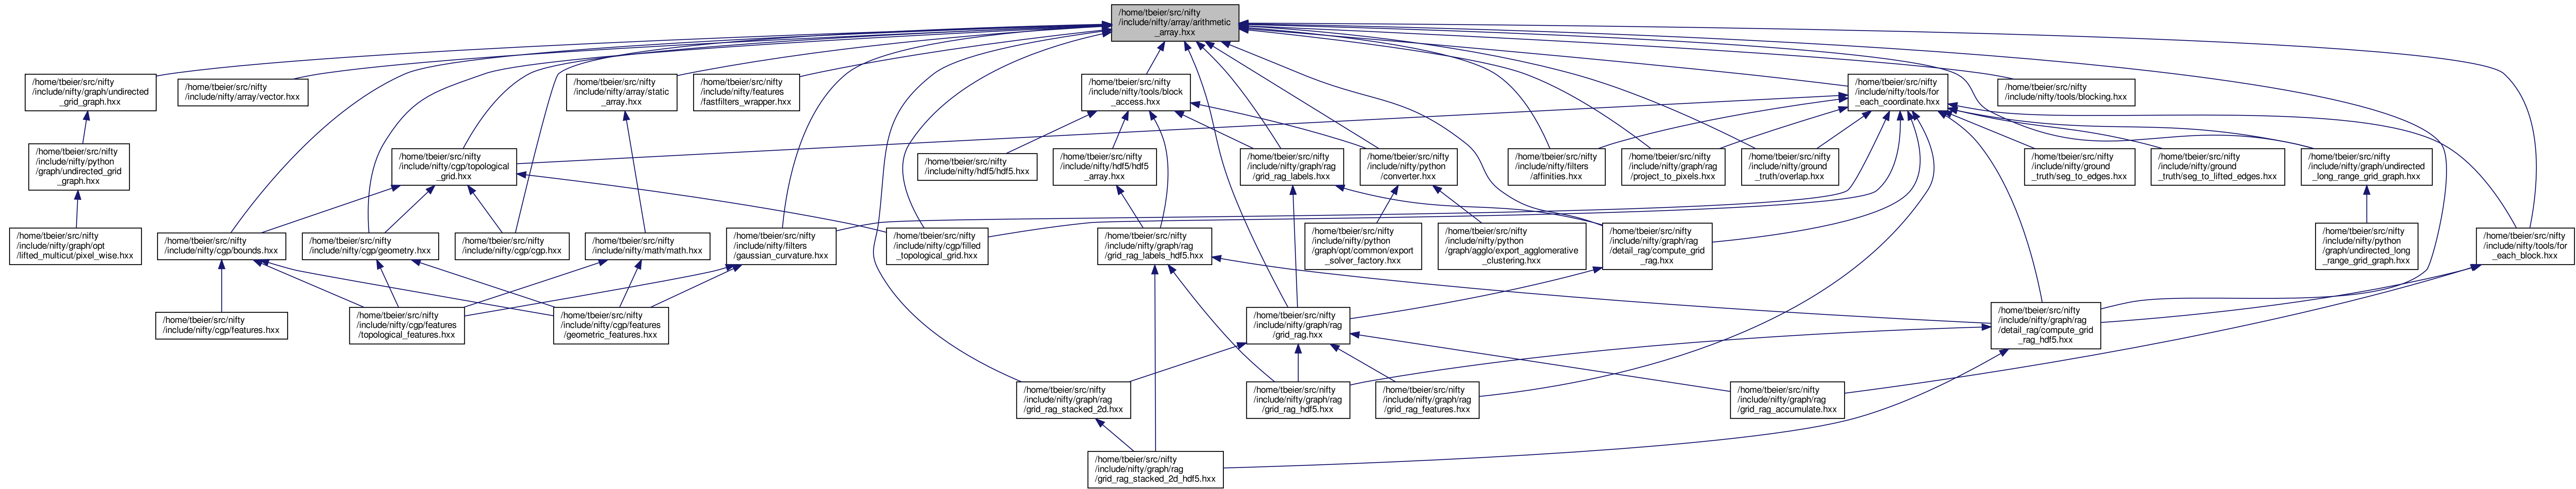 /home/tbeier/src/nifty
/include/nifty/array/arithmetic
_array.hxx
/home/tbeier/src/nifty
/include/nifty/graph/undirected
_grid_graph.hxx
/home/tbeier/src/nifty
/include/nifty/array/vector.hxx
/home/tbeier/src/nifty
/include/nifty/array/static
_array.hxx
/home/tbeier/src/nifty
/include/nifty/features
/fastfilters_wrapper.hxx
/home/tbeier/src/nifty
/include/nifty/tools/block
_access.hxx
/home/tbeier/src/nifty
/include/nifty/tools/for
_each_coordinate.hxx
/home/tbeier/src/nifty
/include/nifty/tools/blocking.hxx
/home/tbeier/src/nifty
/include/nifty/python
/graph/undirected_grid
_graph.hxx
/home/tbeier/src/nifty
/include/nifty/cgp/topological
_grid.hxx
/home/tbeier/src/nifty
/include/nifty/hdf5/hdf5.hxx
/home/tbeier/src/nifty
/include/nifty/hdf5/hdf5
_array.hxx
/home/tbeier/src/nifty
/include/nifty/graph/rag
/grid_rag_labels.hxx
/home/tbeier/src/nifty
/include/nifty/python
/converter.hxx
/home/tbeier/src/nifty
/include/nifty/filters
/affinities.hxx
/home/tbeier/src/nifty
/include/nifty/graph/rag
/project_to_pixels.hxx
/home/tbeier/src/nifty
/include/nifty/ground
_truth/overlap.hxx
/home/tbeier/src/nifty
/include/nifty/ground
_truth/seg_to_edges.hxx
/home/tbeier/src/nifty
/include/nifty/ground
_truth/seg_to_lifted_edges.hxx
/home/tbeier/src/nifty
/include/nifty/graph/undirected
_long_range_grid_graph.hxx
/home/tbeier/src/nifty
/include/nifty/graph/opt
/lifted_multicut/pixel_wise.hxx
/home/tbeier/src/nifty
/include/nifty/cgp/bounds.hxx
/home/tbeier/src/nifty
/include/nifty/cgp/geometry.hxx
/home/tbeier/src/nifty
/include/nifty/cgp/cgp.hxx
/home/tbeier/src/nifty
/include/nifty/math/math.hxx
/home/tbeier/src/nifty
/include/nifty/filters
/gaussian_curvature.hxx
/home/tbeier/src/nifty
/include/nifty/cgp/filled
_topological_grid.hxx
/home/tbeier/src/nifty
/include/nifty/graph/rag
/grid_rag_labels_hdf5.hxx
/home/tbeier/src/nifty
/include/nifty/python
/graph/opt/common/export
_solver_factory.hxx
/home/tbeier/src/nifty
/include/nifty/python
/graph/agglo/export_agglomerative
_clustering.hxx
/home/tbeier/src/nifty
/include/nifty/graph/rag
/detail_rag/compute_grid
_rag.hxx
/home/tbeier/src/nifty
/include/nifty/python
/graph/undirected_long
_range_grid_graph.hxx
/home/tbeier/src/nifty
/include/nifty/tools/for
_each_block.hxx
/home/tbeier/src/nifty
/include/nifty/cgp/features.hxx
/home/tbeier/src/nifty
/include/nifty/cgp/features
/topological_features.hxx
/home/tbeier/src/nifty
/include/nifty/cgp/features
/geometric_features.hxx
/home/tbeier/src/nifty
/include/nifty/graph/rag
/grid_rag.hxx
/home/tbeier/src/nifty
/include/nifty/graph/rag
/detail_rag/compute_grid
_rag_hdf5.hxx
/home/tbeier/src/nifty
/include/nifty/graph/rag
/grid_rag_stacked_2d.hxx
/home/tbeier/src/nifty
/include/nifty/graph/rag
/grid_rag_hdf5.hxx
/home/tbeier/src/nifty
/include/nifty/graph/rag
/grid_rag_features.hxx
/home/tbeier/src/nifty
/include/nifty/graph/rag
/grid_rag_accumulate.hxx
/home/tbeier/src/nifty
/include/nifty/graph/rag
/grid_rag_stacked_2d_hdf5.hxx